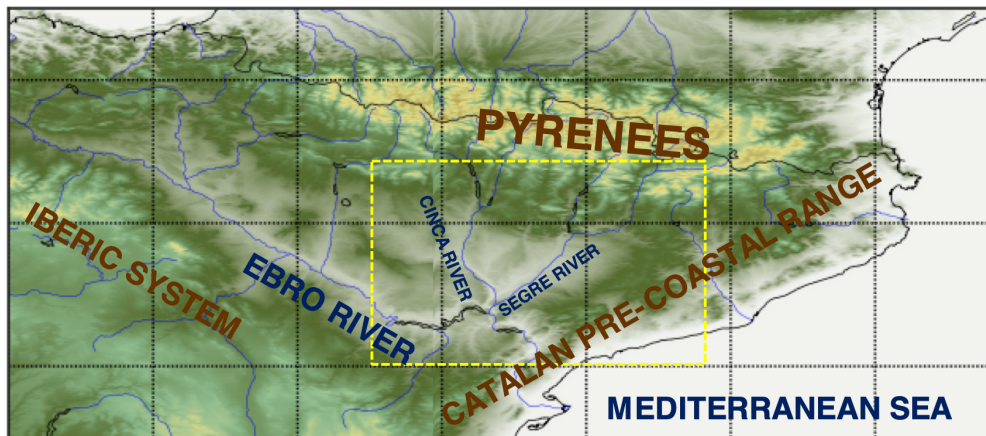 PYRENEES
IBERIC SYSTEM
EBRO RIVER
CINCA RIVER
SEGRE RIVER
CATALAN PRE-COASTAL RANGE
MEDITERRANEAN SEA